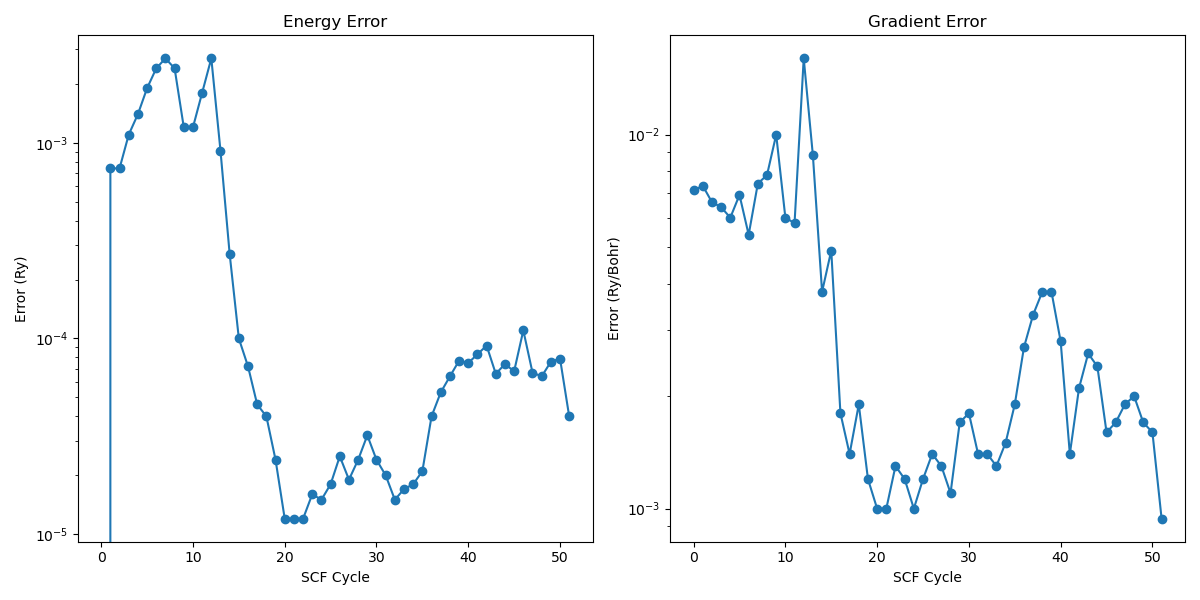 Energy Error
Error (Ry)
10⁻³
10⁻⁴
10⁻⁵
0 10 20 30 40 50
SCF Cycle
Gradient Error
Error (Ry/Bohr)
10⁻²
10⁻³
0 10 20 30 40 50
SCF Cycle